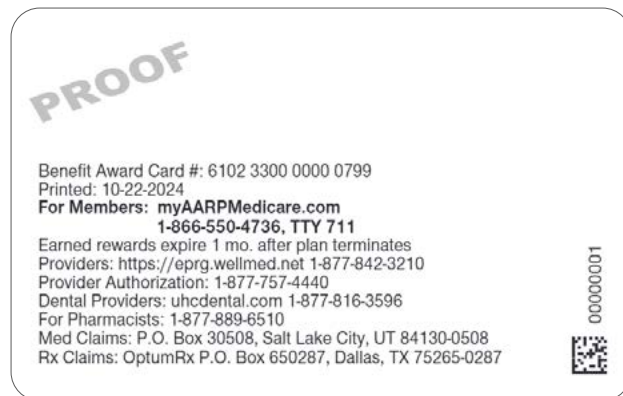 PROOF
Benefit Award Card #: 6102 3300 0000 0799
Printed: 10-22-2024
For Members: myAARPMedicare.com
1-866-550-4736, TTY 711
Earned rewards expire 1 mo. after plan terminates
Providers: https://eprg.wellmed.net 1-877-842-3210
Provider Authorization: 1-877-757-4440
Dental Providers: uhcdental.com 1-877-816-3596
For Pharmacists: 1-877-889-6510
Med Claims: P.O. Box 30508, Salt Lake City, UT 84130-0508
Rx Claims: OptumRx P.O. Box 650287, Dallas, TX 75265-0287
00000001